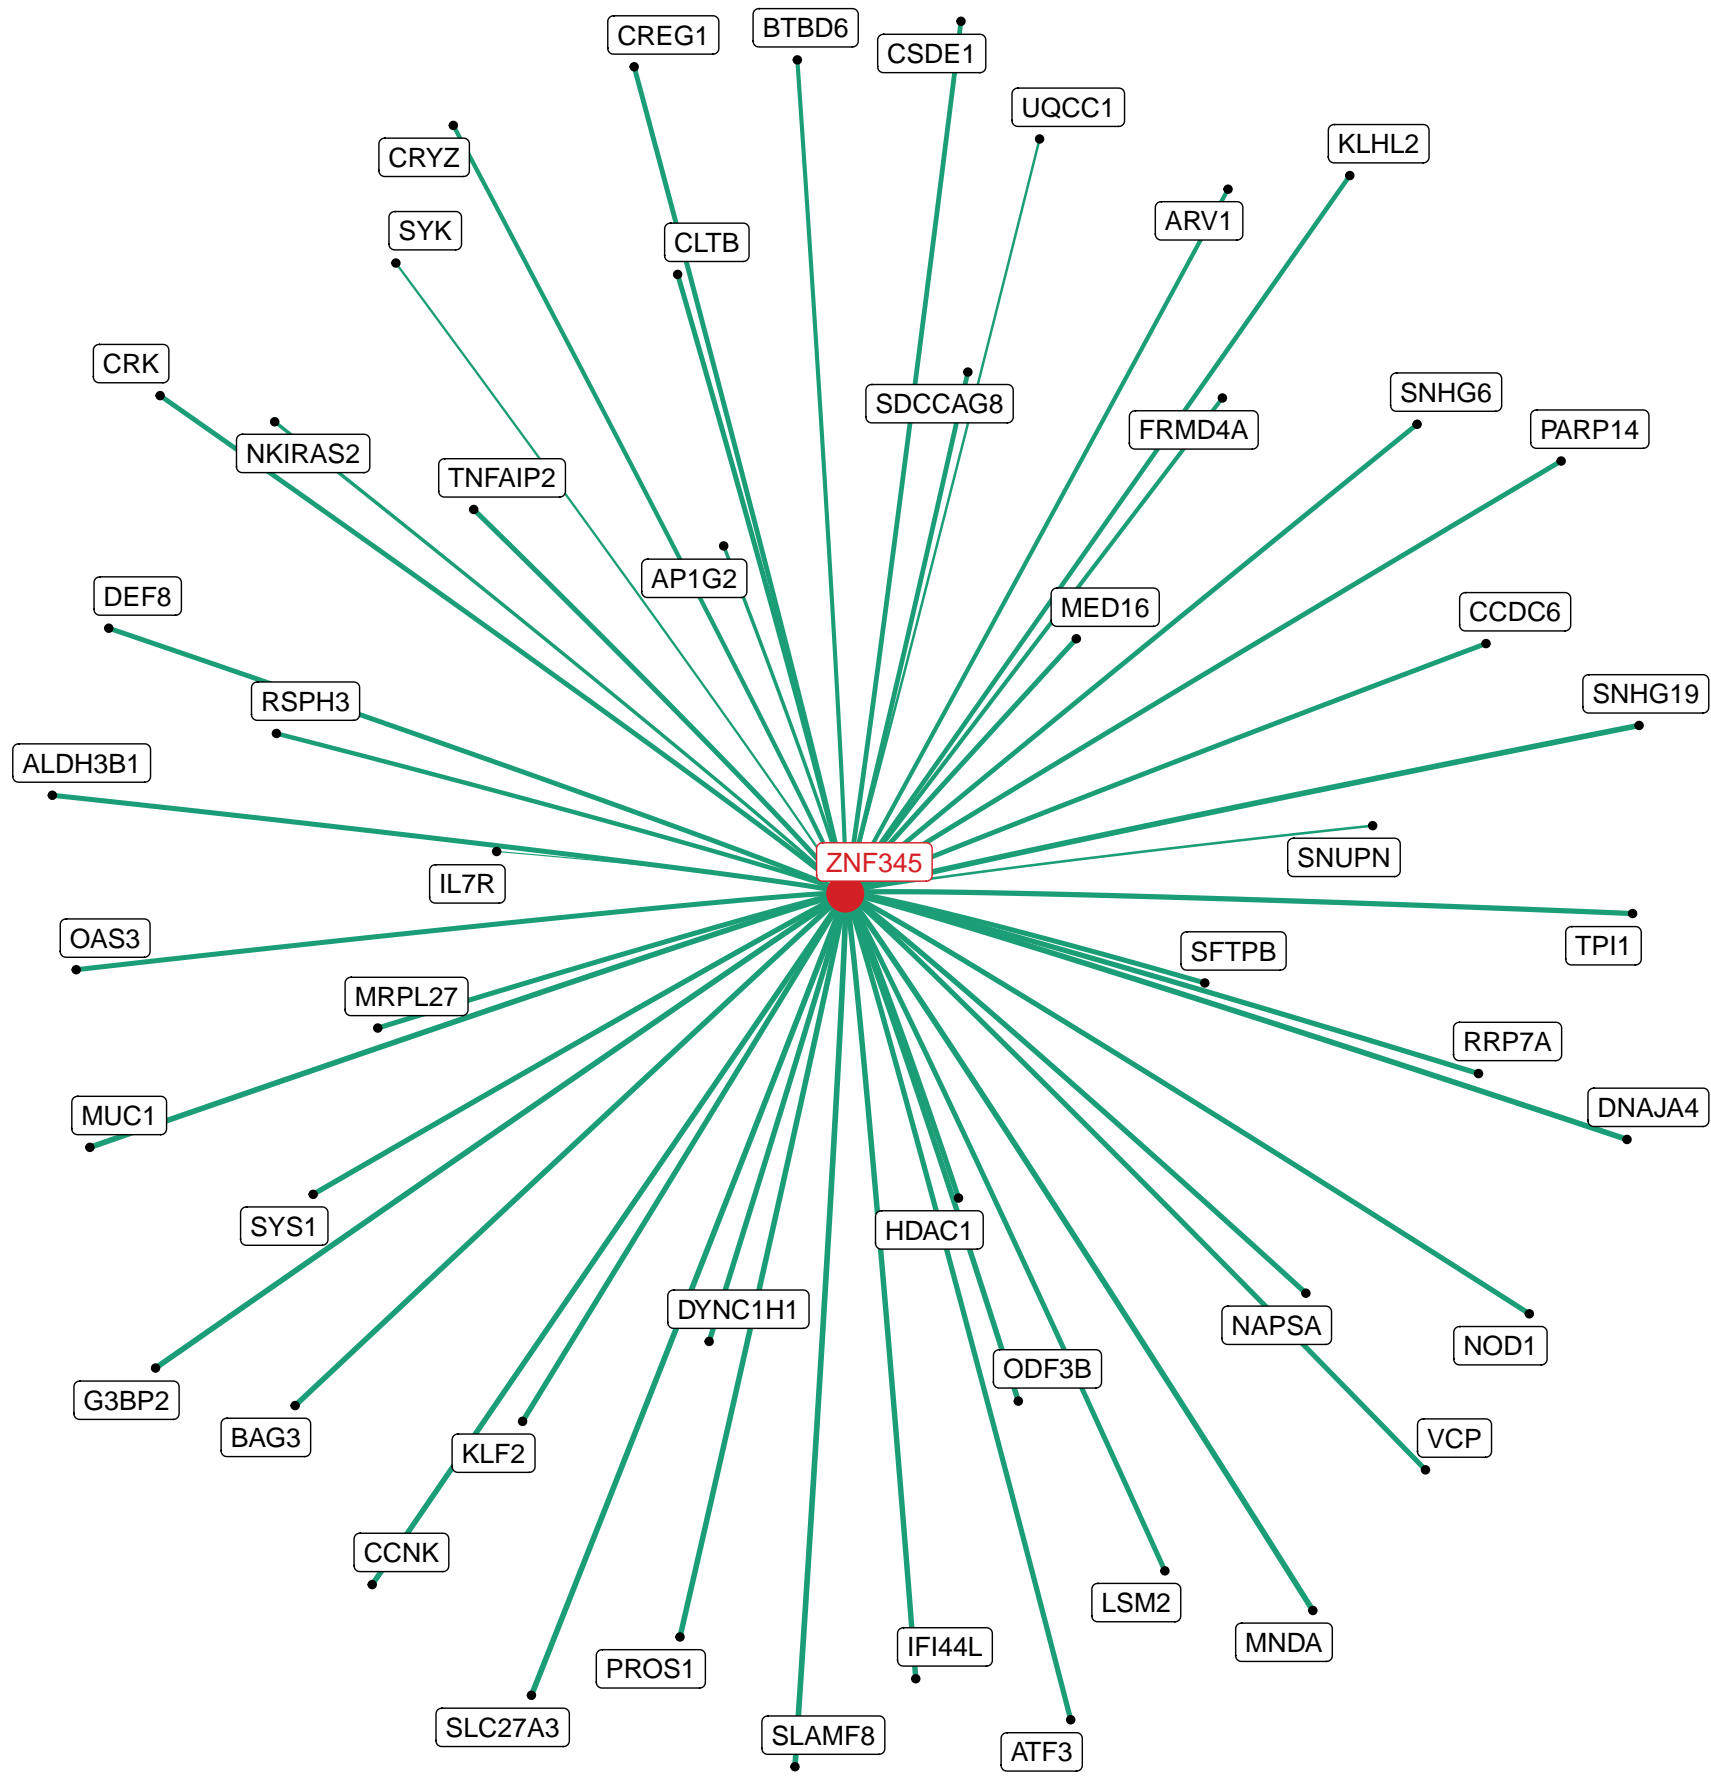 CREG1
BTBD6
CSDE1
UQCC1
KLHL2
CRYZ
ARV1
SYK
CLTB
CRK
SNHG6
SDCCAG8
FRMD4A
PARP14
NKIRAS2
TNFAIP2
AP1G2
DEF8
MED16
CCDC6
RSPH3
SNHG19
ALDH3B1
ZNF345
SNUPN
IL7R
OAS3
TPI1
SFTPB
MRPL27
RRP7A
DNAJA4
MUC1
SYS1
HDAC1
DYNC1H1
NAPSA
NOD1
ODF3B
G3BP2
BAG3
VCP
KLF2
CCNK
LSM2
MNDA
IFI44L
PROS1
SLC27A3
SLAMF8
ATF3